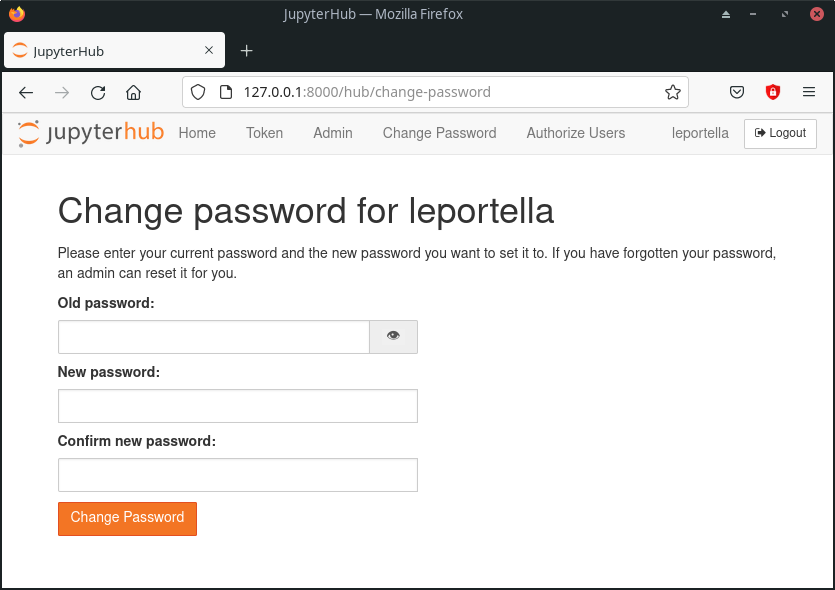 JupyterHub — Mozilla Firefox
JupyterHub
127.0.0.1:8000/hub/change-password
jupyterhub Home Token Admin Change Password Authorize Users leportella Logout
Change password for leportella
Please enter your current password and the new password you want to set it to. If you have forgotten your password,
an admin can reset it for you.
Old password:
New password:
Confirm new password:
Change Password